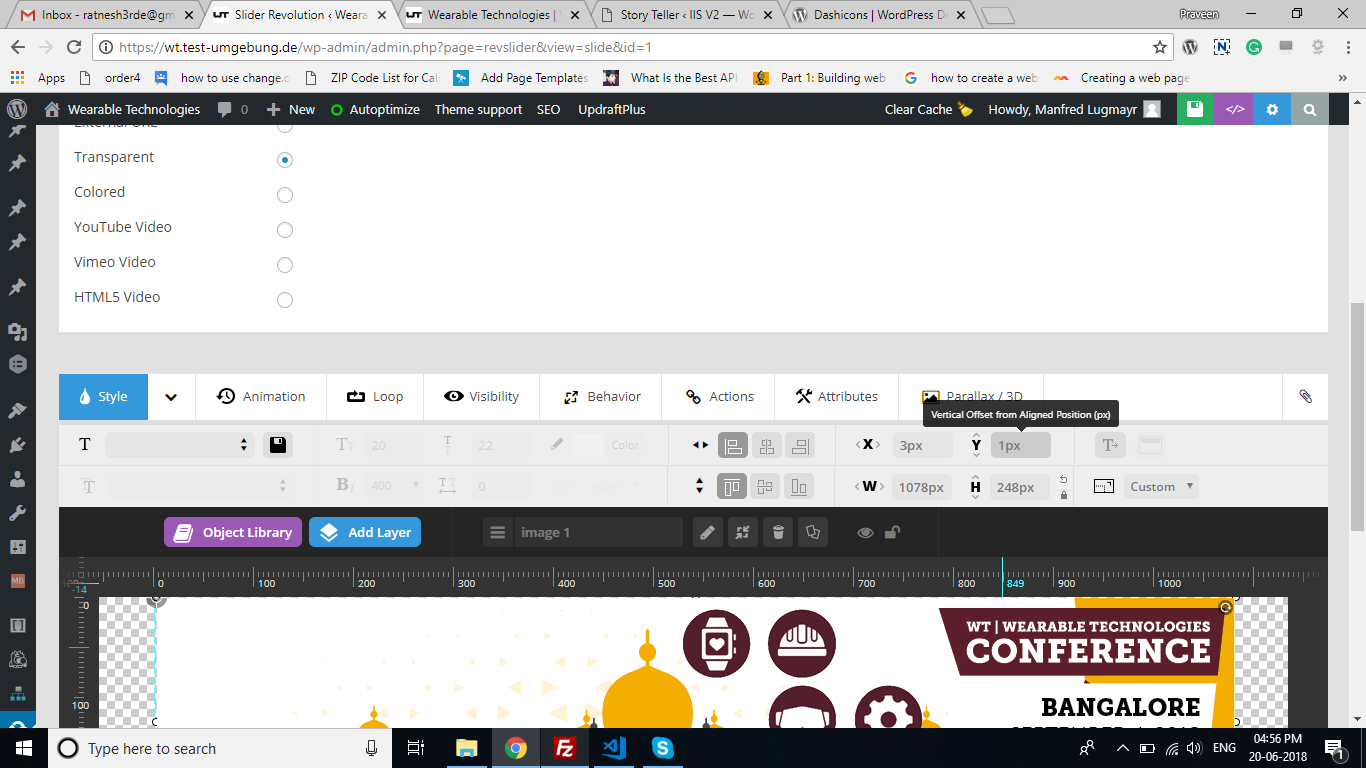 Inbox - ratnesh3rde@gm
Slider Revolution ‹ Weara
Wearable Technologies |
Story Teller ‹ IIS V2 — Wo
Dashicons | WordPress D
Praveen
https://wt.test-umgebung.de/wp-admin/admin.php?page=revslider&view=slide&id=1
Apps
order4
how to use change.o
ZIP Code List for Cal
Add Page Templates
What Is the Best API
Part 1: Building web
how to create a web
Creating a web page
»
Wearable Technologies
0
New
Autoptimize
Theme support
SEO
UpdraftPlus
Clear Cache
Howdy, Manfred Lugmayr
External URL
Transparent
Colored
YouTube Video
Vimeo Video
HTML5 Video
Style
Animation
Loop
Visibility
Behavior
Actions
Attributes
Parallax / 3D
Vertical Offset from Aligned Position (px)
20
22
Color
X
3px
Y
1px
400
0
W
1078px
H
248px
Custom
Object Library
Add Layer
image 1
-14
0
100
200
300
400
500
600
700
800
849
900
1000
0
100
WT | WEARABLE TECHNOLOGIES
CONFERENCE
BANGALORE
MB
Type here to search
ENG
04:56 PM
20-06-2018
1